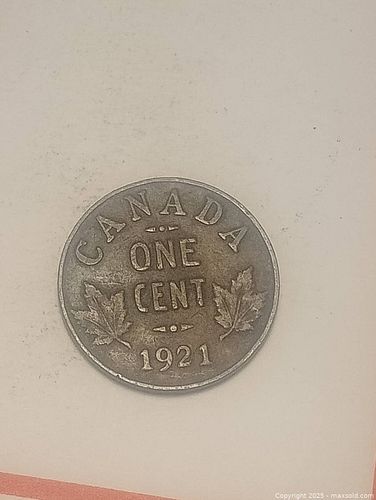 CANADA
ONE
CENT
1921
Copyright 2025 - maxsold.com